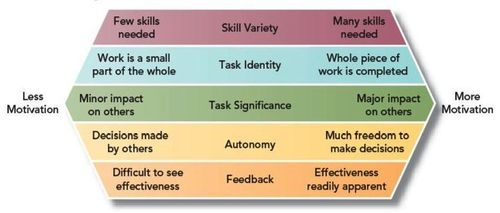 Few skills
needed
Skill Variety
Many skills
needed
Work is a small
part of the whole
Task Identity
Whole piece of
work is completed
Less
Motivation
Minor impact
on others
Task Significance
Major impact
on others
More
Motivation
Decisions made
by others
Autonomy
Much freedom to
make decisions
Difficult to see
effectiveness
Feedback
Effectiveness
readily apparent